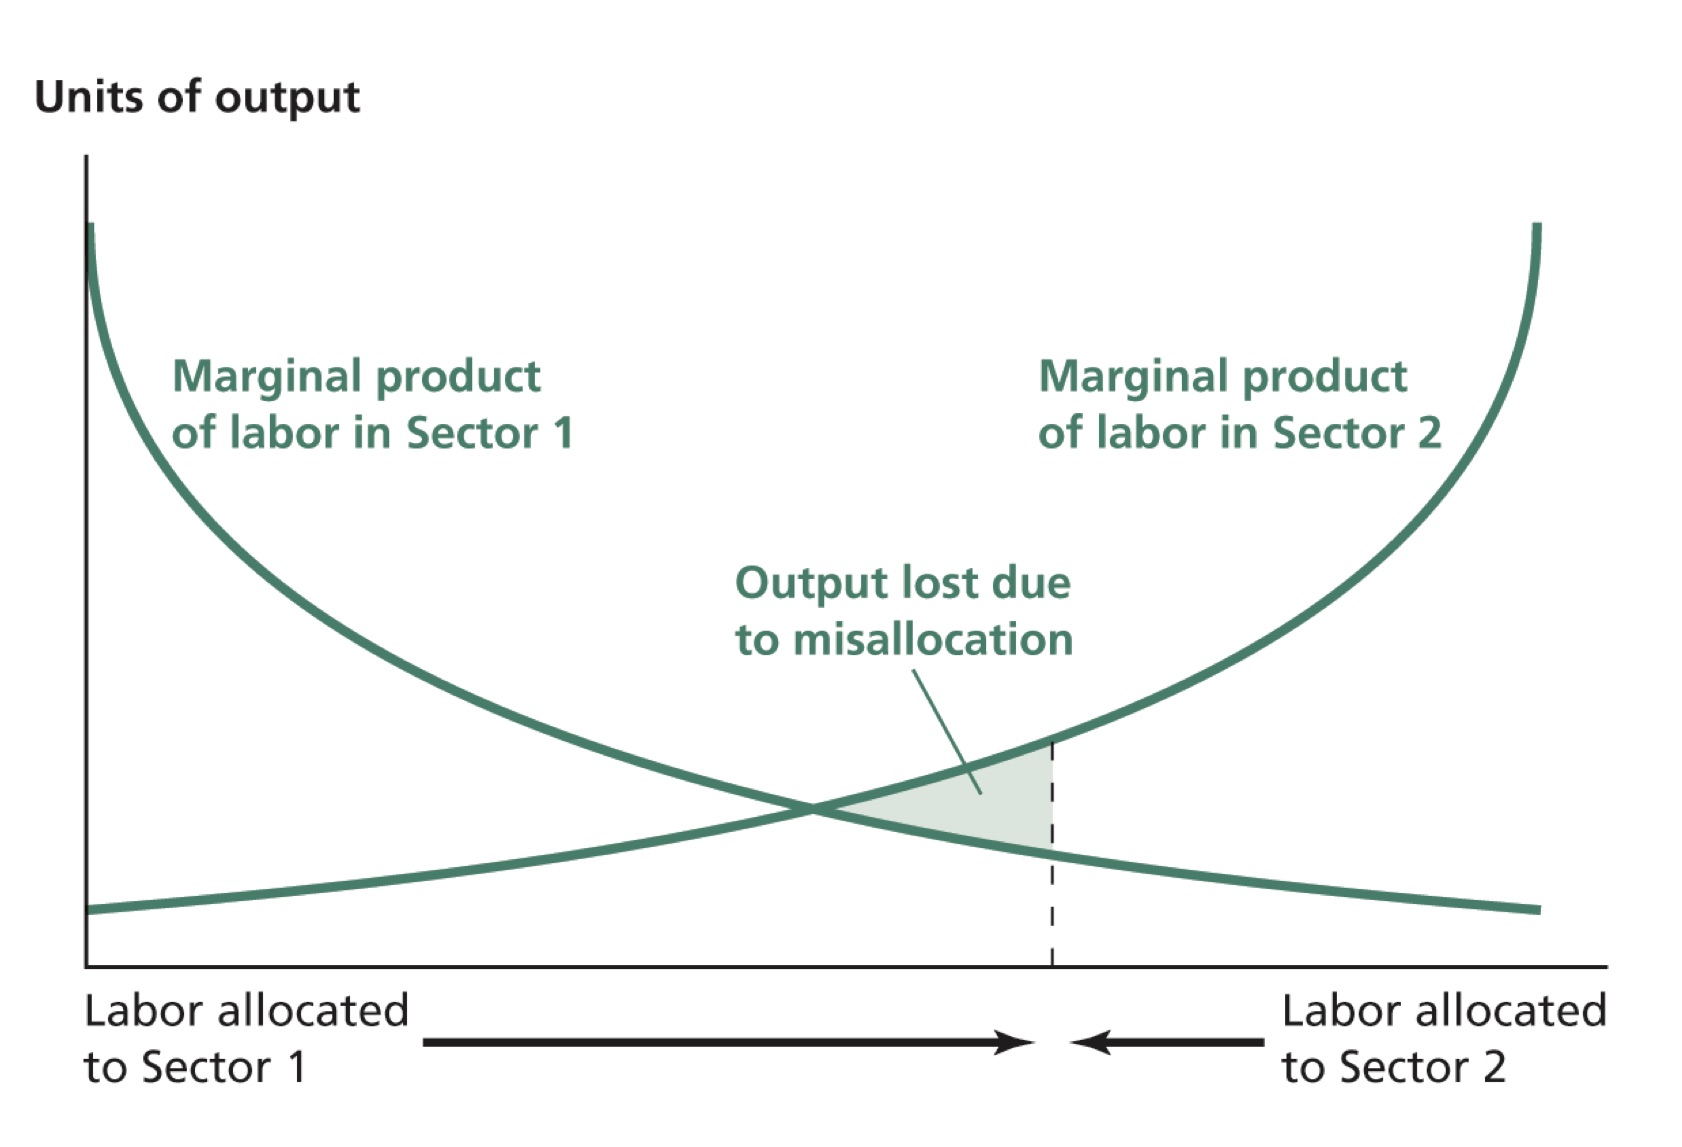 Units of output
Marginal product
of labor in Sector 1
Marginal product
of labor in Sector 2
Output lost due
to misallocation
Labor allocated
to Sector 1
Labor allocated
to Sector 2